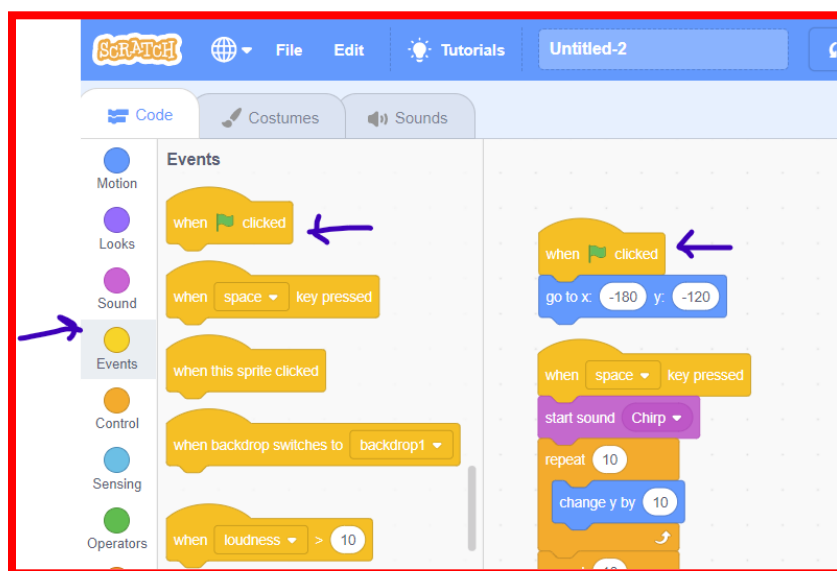 SCRATCH File Edit Tutorials Untitled-2
Code Costumes Sounds
Motion
Looks
Sound
Events
Control
Sensing
Operators
Events
when clicked
when space key pressed
when this sprite clicked
when backdrop switches to backdrop1
when loudness > 10
when clicked
go to x: -180 y: -120
when space key pressed
start sound Chirp
repeat 10
change y by 10